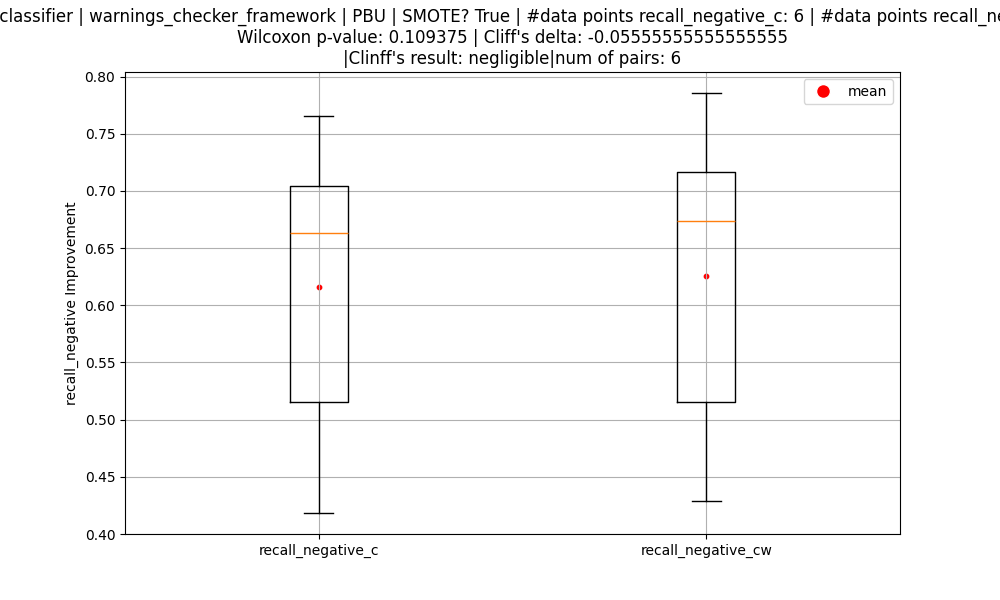 classifier | warnings_checker_framework | PBU | SMOTE? True | #data points recall_negative_c: 6 | #data points
Wilcoxon p-value: 0.109375 | Cliff's delta: -0.05555555555555555
|Clinff's result: negligible|num of pairs: 6
mean
0.80
0.75
0.70
0.65
0.60
0.55
0.50
0.45
0.40
recall_negative Improvement
recall_negative_c
recall_negative_cw